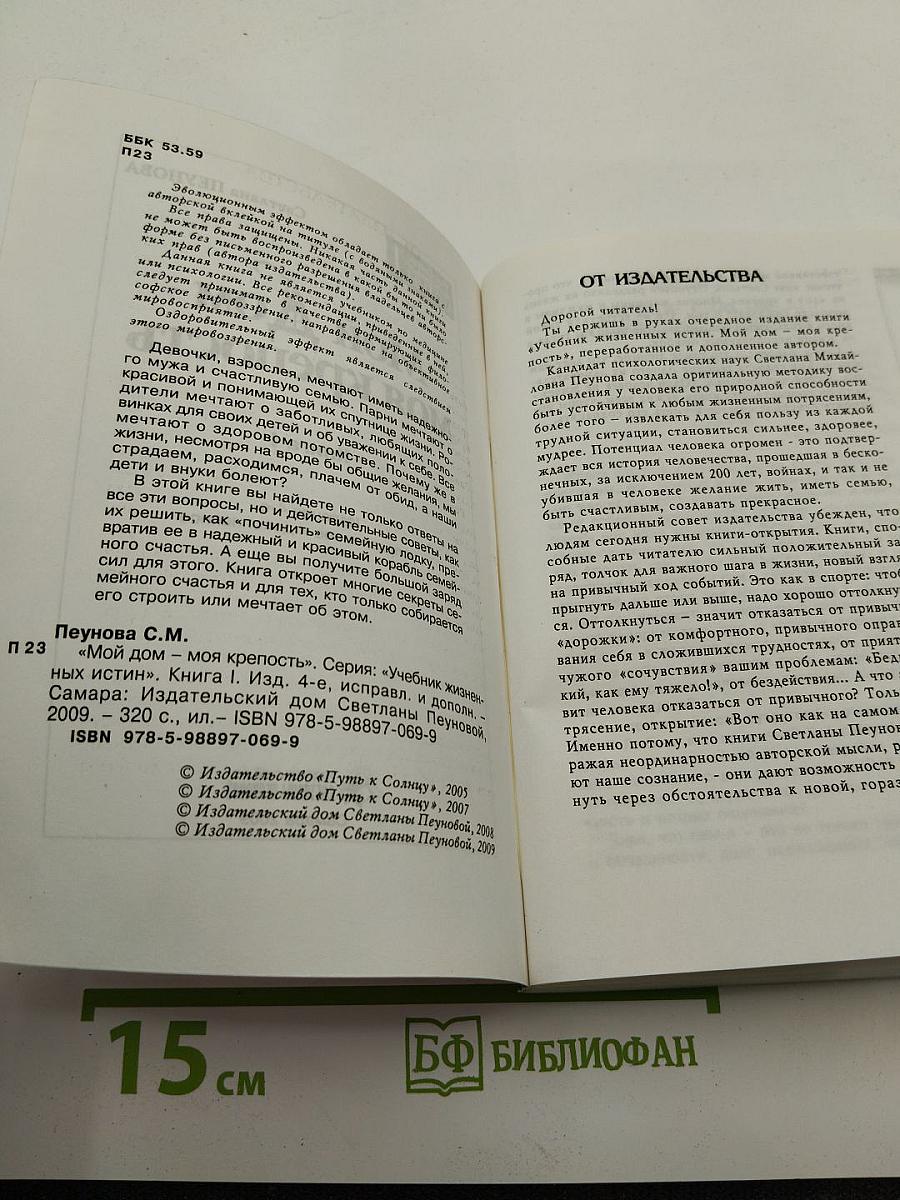 ББК 53.59
П23
Эволюционным эффектом обладает только книга с
авторской вклейкой на титуле (с водяными знаками).
Все права защищены. Никакая часть данной книги
не может быть воспроизведена в какой бы то ни было
форме без письменного разрешения владельцев авторс-
ких прав (автора издательства).
Данная книга не является учебником по медицине
или психологии. Все рекомендации, приведенные в ней,
следует принимать в качестве формирующих фило-
софское мировоззрение, направленное на объективное
мировосприятие.
Оздоровительный эффект является следствием
этого мировоззрения.
Девочки, взрослея, мечтают иметь надежно-
го мужа и счастливую семью. Парни мечтают о
красивой и понимающей их спутнице жизни. Ро-
дители мечтают о заботливых, любящих поло-
винках для своих детей и об уважении к себе. Все
мечтают о здоровом потомстве. Почему же в
жизни, несмотря на вроде бы общие желания, мы
страдаем, расходимся, плачем от обид, а наши
дети и внуки болеют?
В этой книге вы найдете не только ответы на
все эти вопросы, но и действительные советы, как
их решить, как «починить» семейную лодку, пре-
вратив ее в надежный и красивый корабль семей-
ного счастья. А еще вы получите большой заряд
сил для этого. Книга откроет многие секреты се-
мейного счастья и для тех, кто только собирается
его строить или мечтает об этом.
Пеунова С.М.
П 23
«Мой дом – моя крепость». Серия: «Учебник жизнен-
ных истин». Книга I. Изд. 4-е, исправл. и дополн. -
Самара: Издательский дом Светланы Пеуновой,
2009. – 320 с., ил.– ISBN 978-5-98897-069-9
ISBN 978-5-98897-069-9
© Издательство «Путь к Солнцу», 2005
© Издательство «Путь к Солнцу», 2007
© Издательский дом Светланы Пеуновой, 2008
© Издательский дом Светланы Пеуновой, 2009
ОТ ИЗДАТЕЛЬСТВА
Дорогой читатель!
Ты держишь в руках очередное издание книги
«Учебник жизненных истин. Мой дом – моя кре-
пость», переработанное и дополненное автором.
Кандидат психологических наук Светлана Михай-
ловна Пеунова создала оригинальную методику вос-
становления у человека его природной способности
быть устойчивым к любым жизненным потрясениям,
более того – извлекать для себя пользу из каждой
трудной ситуации, становиться сильнее, здоровее,
мудрее. Потенциал человека огромен - это подтвер-
ждает вся история человечества, прошедшая в беско-
нечных, за исключением 200 лет, войнах, и так и не
убившая в человеке желание жить, иметь семью,
быть счастливым, создавать прекрасное.
Редакционный совет издательства убежден, что
людям сегодня нужны книги-открытия. Книги, спо-
собные дать читателю сильный положительный за
ряд, толчок для важного шага в жизни, новый взгля
на привычный ход событий. Это как в спорте: чтоб
прыгнуть дальше или выше, надо хорошо оттолкну
ся. Оттолкнуться – значит отказаться от привычн
«дорожки»: от комфортного, привычного оправ
вания себя в сложившихся трудностях, от прият
чужого «сочувствия» вашим проблемам: «Бедн
кий, как ему тяжело!», от бездействия... А что
вит человека отказаться от привычного? Толь
трясение, открытие: «Вот оно как на самом
Именно потому, что книги Светланы Пеунов
ражая неординарностью авторской мысли, р
ют наше сознание, - они дают возможность
нуть через обстоятельства к новой, гораз
15 см
БФ БИБЛИОФАН